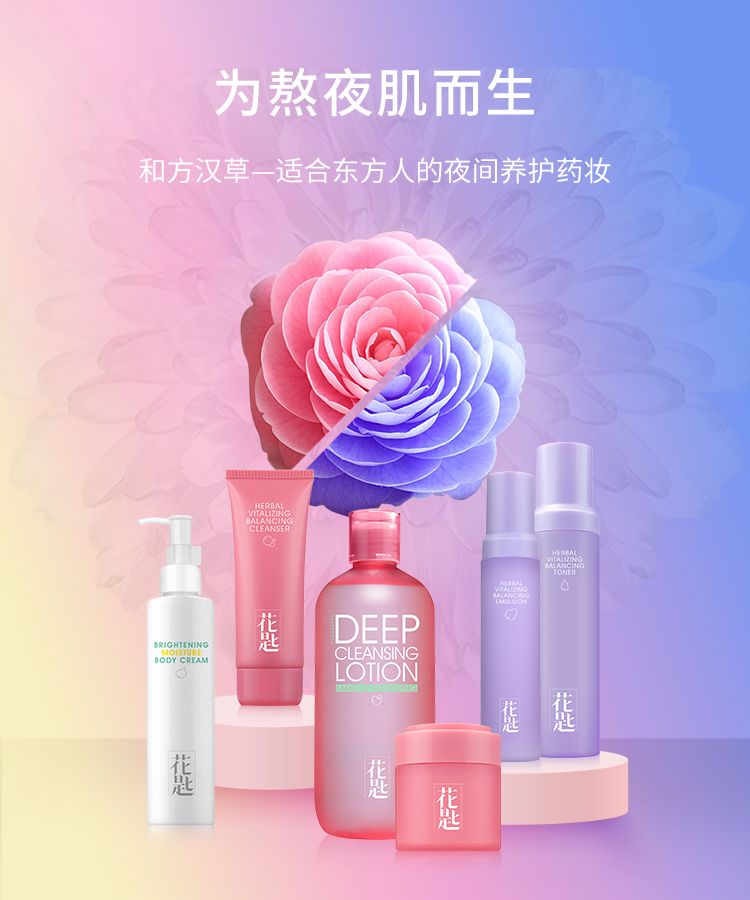 为熬夜肌而生
和方汉草—适合东方人的夜间养护药妆
HERBAL
VITALIZING
BALANCING
CLEANSER
花匙
BRIGHTENING
MOISTURE
BODY CREAM
花匙
DEEP
CLEANSING
LOTION
花匙
花匙
HERBAL
VITALIZING
BALANCING
EMULSION
花匙
HERBAL
VITALIZING
BALANCING
TONER
花匙